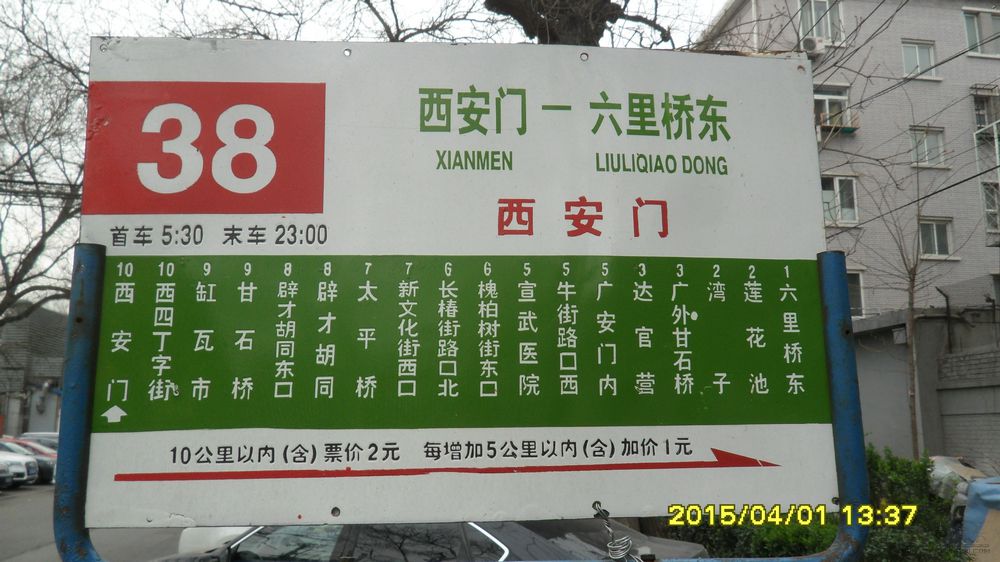 38
西安门 — 六里桥东
XIANMEN LIULIQIAO DONG
西安门
首车 5:30 末车 23:00
10 西安门
10 西四丁字街
9 缸瓦市
9 甘石桥
8 辟才胡同东口
8 辟才胡同
7 太平桥
7 新文化街西口
6 长椿街路口北
6 槐柏树街东口
5 宣武医院
5 牛街路口西
5 广安门内
3 达官营
3 广外甘石桥
2 湾子
2 莲花池
1 六里桥东
10公里以内(含)票价2元 每增加5公里以内(含)加价1元
2015/04/01 13:37